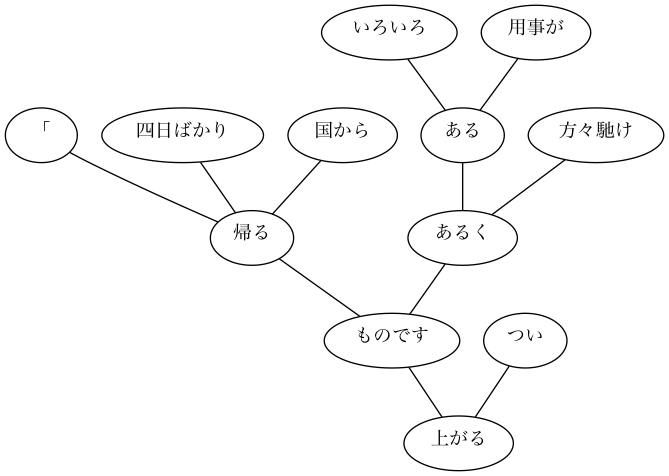 いろいろ
用事が
「
四日ばかり
国から
ある
方々馳け
帰る
あるく
ものです
つい
上がる